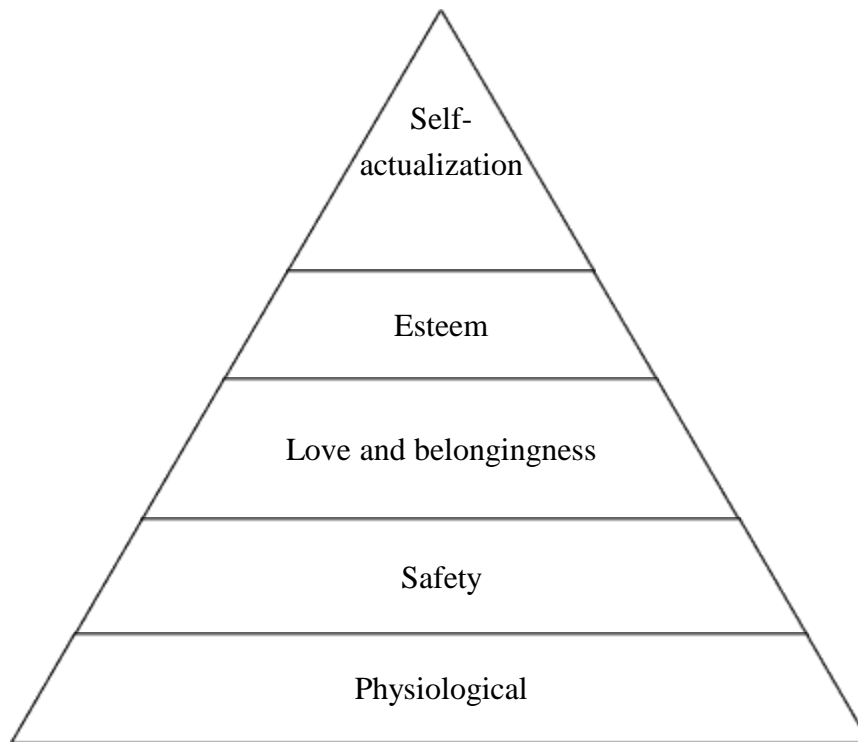 Self-
actualization
Esteem
Love and belongingness
Safety
Physiological